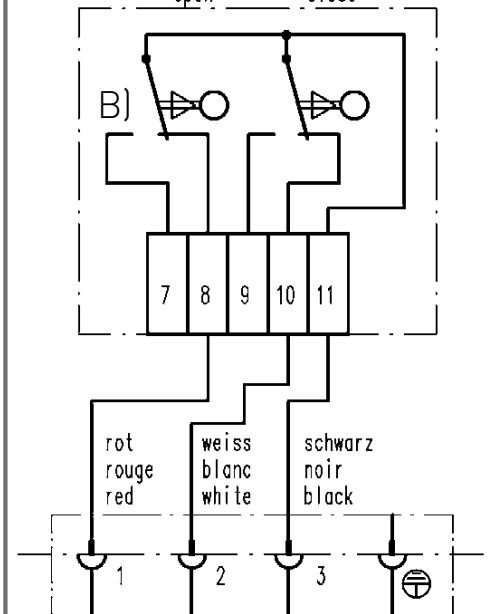 B)
7 8 9 10 11
rot weiss schwarz
rouge blanc noir
red white black
1 2 3